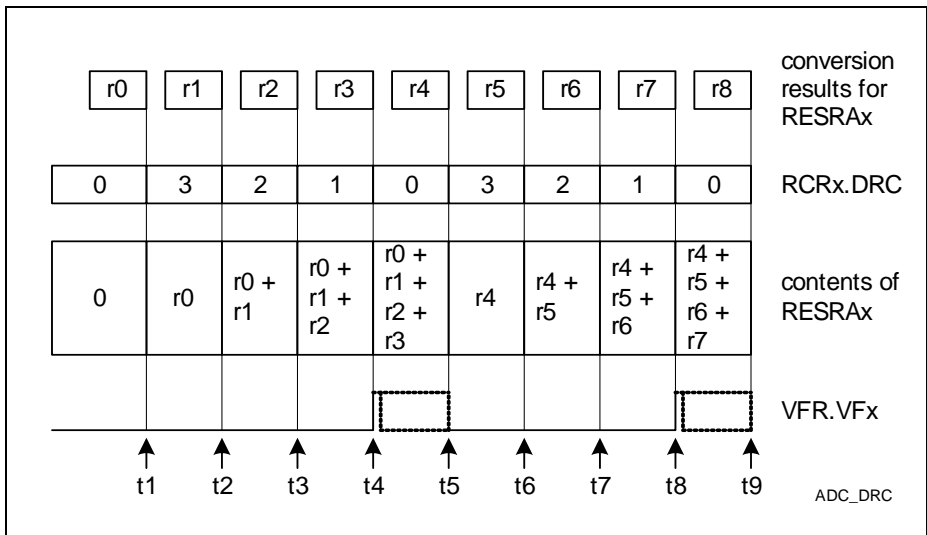 r0 r1 r2 r3 r4 r5 r6 r7 r8
conversion
results for
RESRAx
0 3 2 1 0 3 2 1 0 RCRx.DRC
0
r0
r0 +
r1
r0 +
r1 +
r2
r0 +
r1 +
r2 +
r3
r4
r4 +
r5
r4 +
r5 +
r6
r4 +
r5 +
r6 +
r7
contents of
RESRAx
VFR.VFx
t1 t2 t3 t4 t5 t6 t7 t8 t9
ADC_DRC